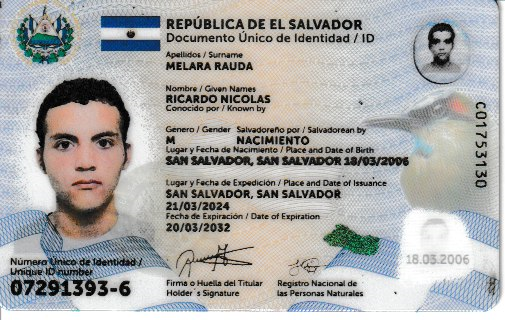 REPÚBLICA DE EL SALVADOR
Documento Único de Identidad / ID
Apellidos / Surname
MELARA RAUDA
Nombre / Given Names
RICARDO NICOLAS
Conocido por / Known by
Genero / Gender Salvadoreño por / Salvadorean by
M NACIMIENTO
Lugar y Fecha de Nacimiento / Place and Date of Birth
SAN SALVADOR, SAN SALVADOR 18/03/2006
Lugar y Fecha de Expedición / Place and Date of Issuance
SAN SALVADOR, SAN SALVADOR
21/03/2024
Fecha de Expiración / Date of Expiration
20/03/2032
Número Único de Identidad /
Unique ID number
07291393-6
Firma o Huella del Titular
Holder´s Signature
Registro Nacional de
las Personas Naturales
C01753130
18.03.2006